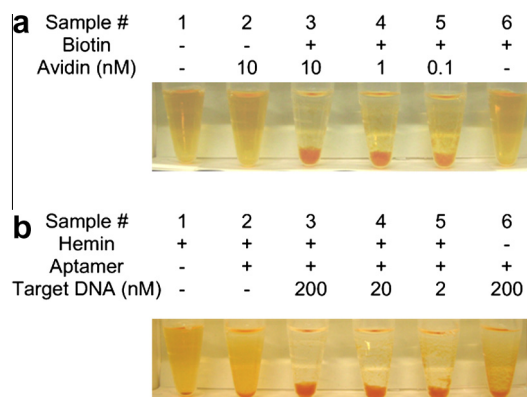 a Sample # 1 2 3 4 5 6
Biotin - - + + + +
Avidin (nM) - 10 10 1 0.1 -
b Sample # 1 2 3 4 5 6
Hemin + + + + + -
Aptamer - + + + + +
Target DNA (nM) - - 200 20 2 200